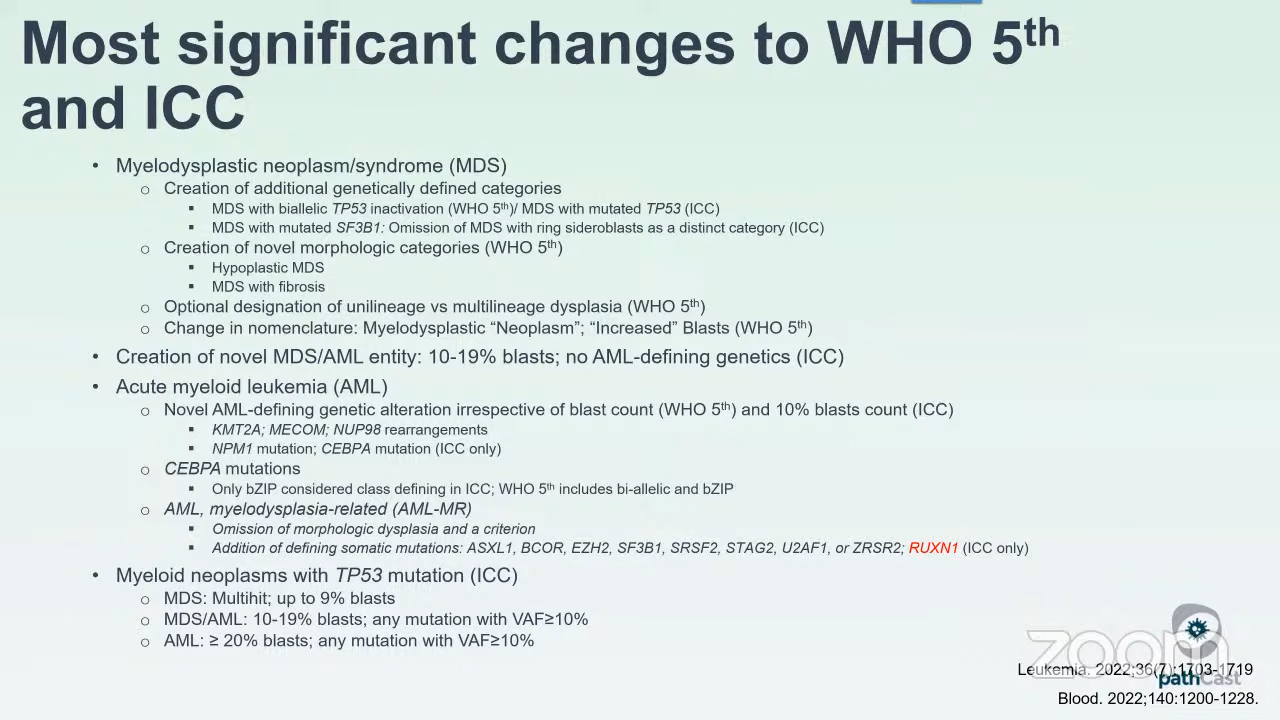 Most significant changes to WHO 5th
and ICC
• Myelodysplastic neoplasm/syndrome (MDS)
o Creation of additional genetically defined categories
▪ MDS with biallelic TP53 inactivation (WHO 5th)/ MDS with mutated TP53 (ICC)
▪ MDS with mutated SF3B1: Omission of MDS with ring sideroblasts as a distinct category (ICC)
o Creation of novel morphologic categories (WHO 5th)
▪ Hypoplastic MDS
▪ MDS with fibrosis
o Optional designation of unilineage vs multilineage dysplasia (WHO 5th)
o Change in nomenclature: Myelodysplastic “Neoplasm”; “Increased” Blasts (WHO 5th)
• Creation of novel MDS/AML entity: 10-19% blasts; no AML-defining genetics (ICC)
• Acute myeloid leukemia (AML)
o Novel AML-defining genetic alteration irrespective of blast count (WHO 5th) and 10% blasts count (ICC)
▪ KMT2A; MECOM; NUP98 rearrangements
▪ NPM1 mutation; CEBPA mutation (ICC only)
o CEBPA mutations
▪ Only bZIP considered class defining in ICC; WHO 5th includes bi-allelic and bZIP
o AML, myelodysplasia-related (AML-MR)
▪ Omission of morphologic dysplasia and a criterion
▪ Addition of defining somatic mutations: ASXL1, BCOR, EZH2, SF3B1, SRSF2, STAG2, U2AF1, or ZRSR2; RUXN1 (ICC only)
• Myeloid neoplasms with TP53 mutation (ICC)
o MDS: Multihit; up to 9% blasts
o MDS/AML: 10-19% blasts; any mutation with VAF≥10%
o AML: ≥ 20% blasts; any mutation with VAF≥10%
zoom
Leukemia. 2022;36(7):1703-1719
pathCast
Blood. 2022;140:1200-1228.